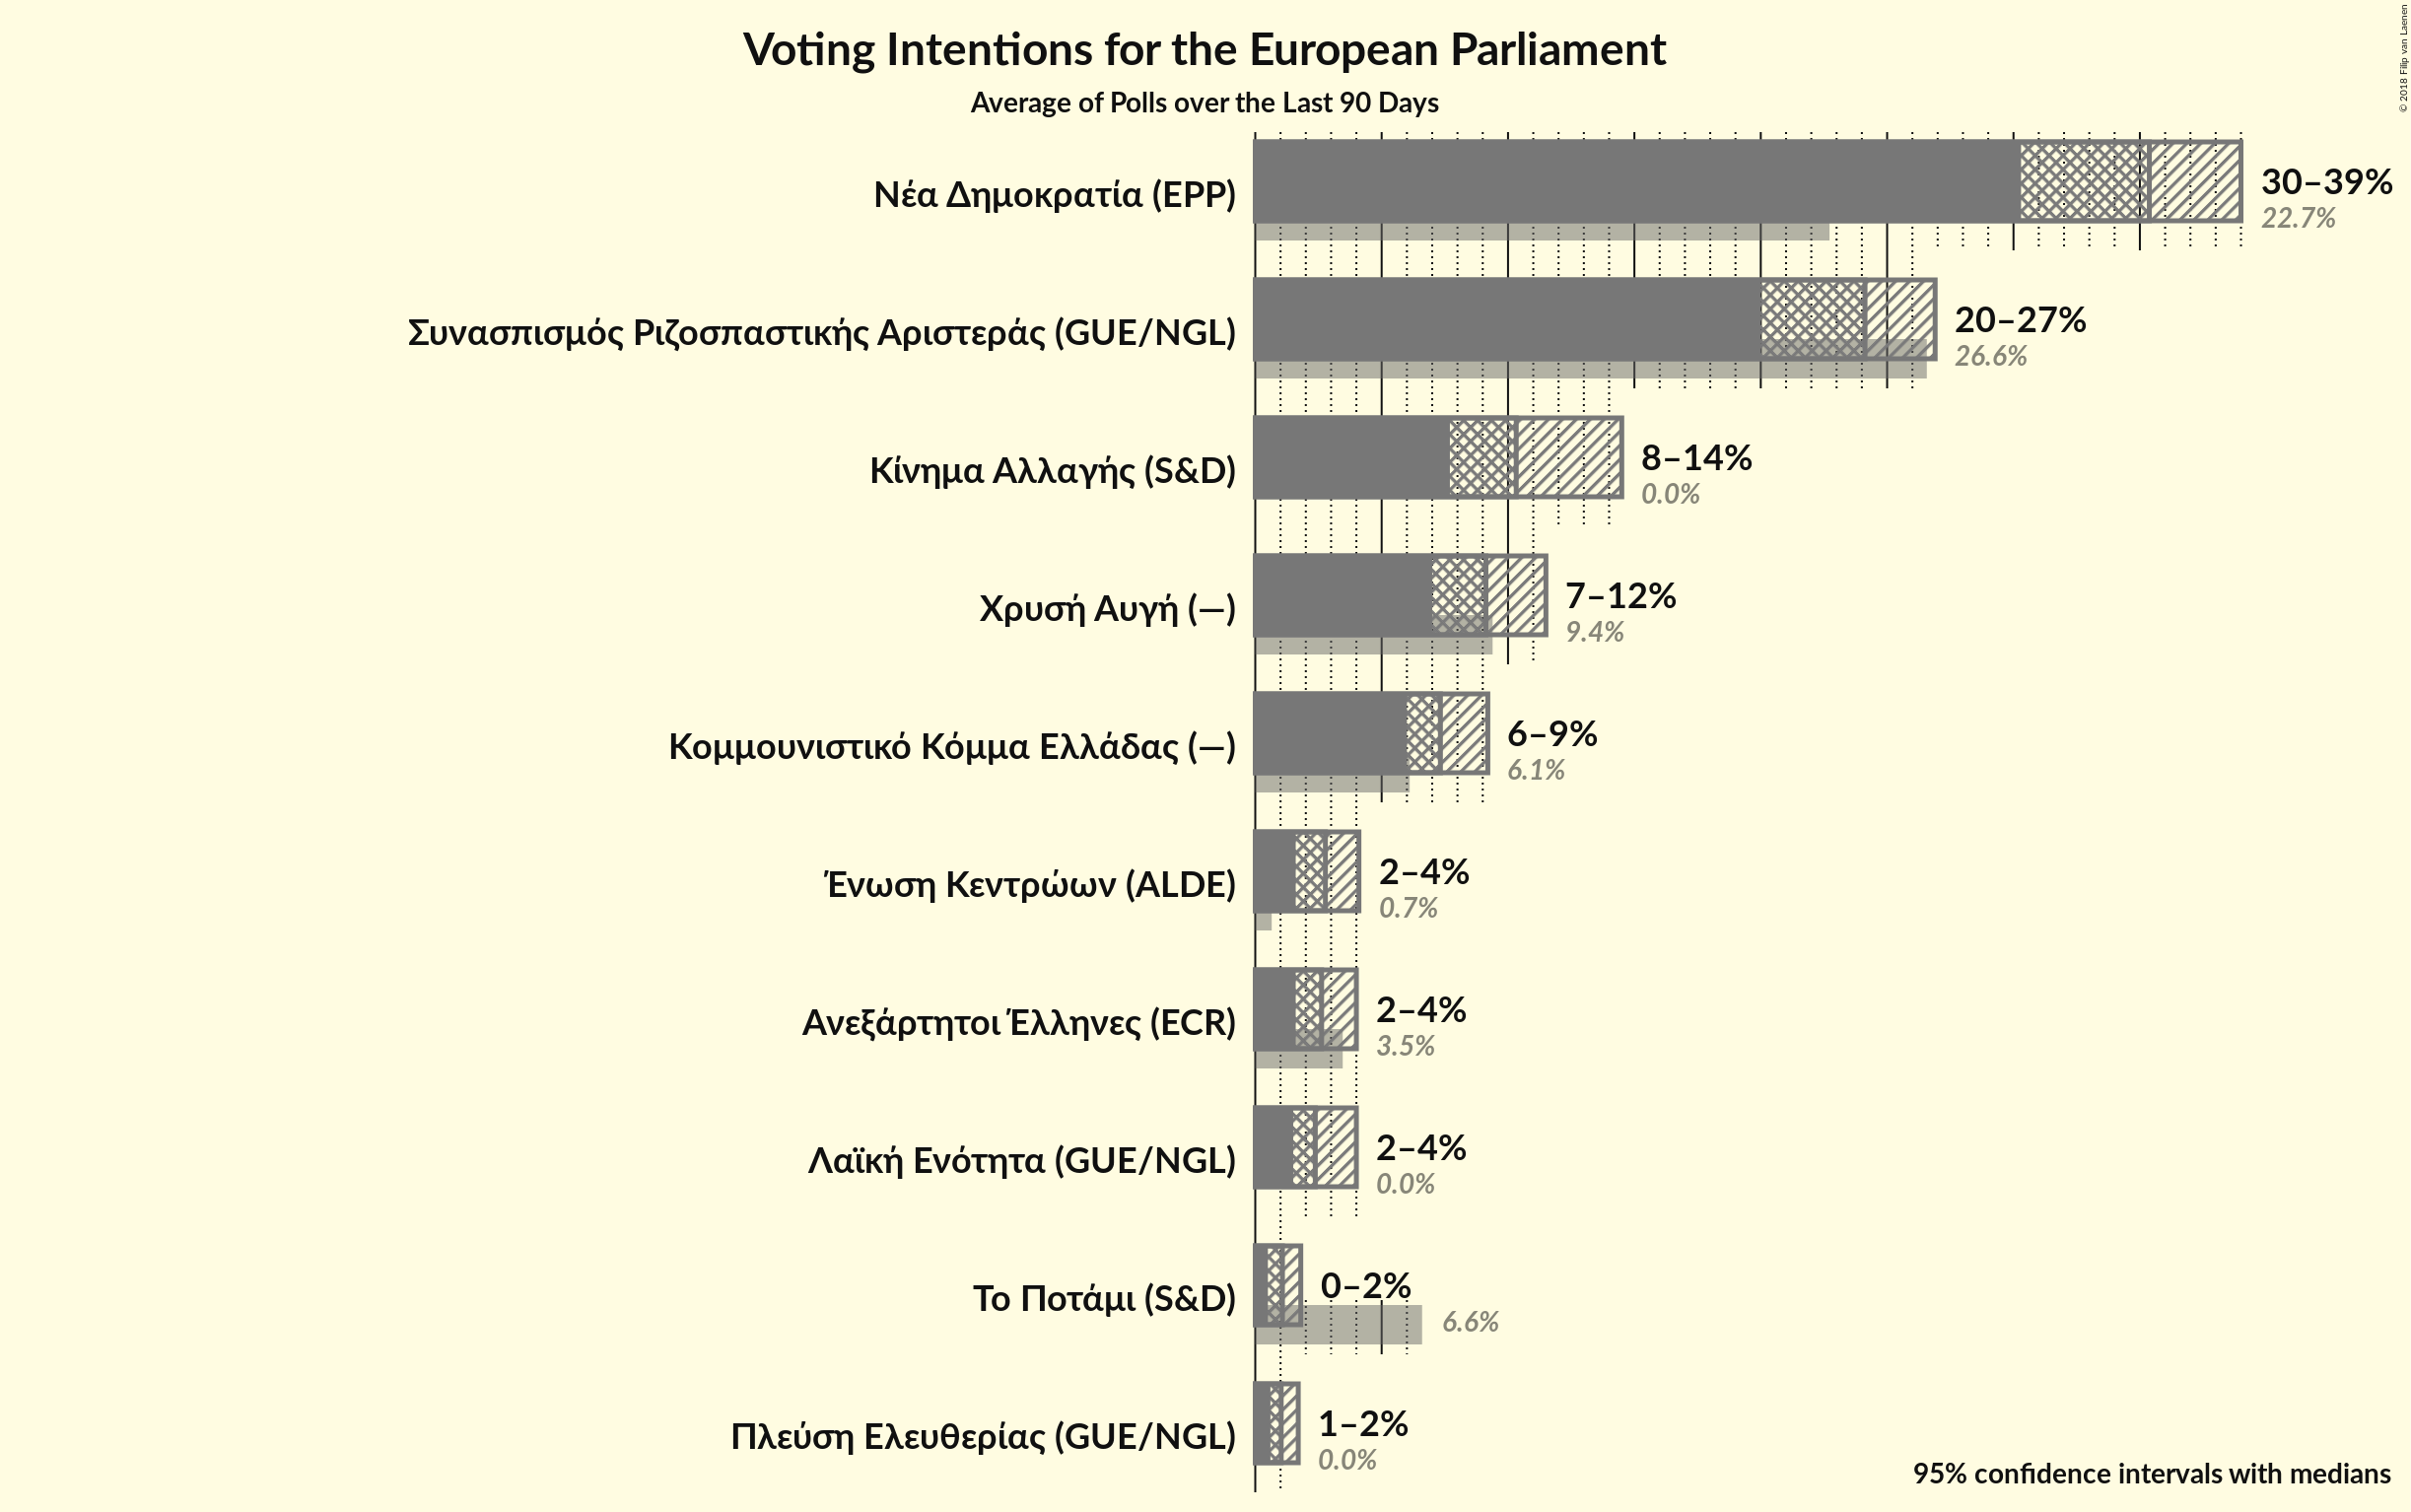 Voting Intentions for the European Parliament
Average of Polls over the Last 90 Days
© 2018 Filip van Laenen
Νέα Δημοκρατία (EPP)
30–39%
22.7%
Συνασπισμός Ριζοσπαστικής Αριστεράς (GUE/NGL)
20–27%
26.6%
Κίνημα Αλλαγής (S&D)
8–14%
0.0%
Χρυσή Αυγή (—)
7–12%
9.4%
Κομμουνιστικό Κόμμα Ελλάδας (—)
6–9%
6.1%
Ένωση Κεντρώων (ALDE)
2–4%
0.7%
Ανεξάρτητοι Έλληνες (ECR)
2–4%
3.5%
Λαϊκή Ενότητα (GUE/NGL)
2–4%
0.0%
Το Ποτάμι (S&D)
0–2%
6.6%
Πλεύση Ελευθερίας (GUE/NGL)
1–2%
0.0%
95% confidence intervals with medians